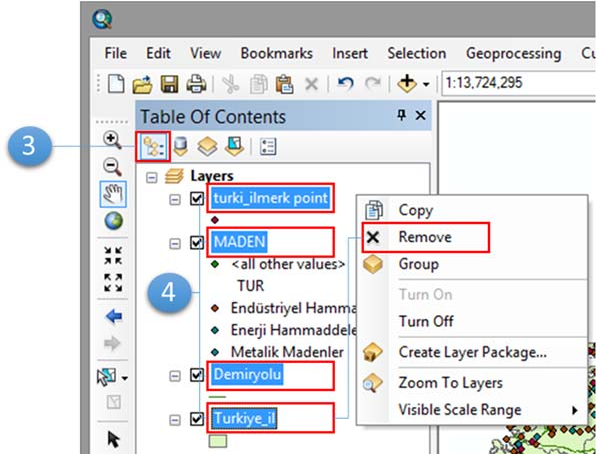 File Edit View Bookmarks Insert Selection Geoprocessing Cu
1:13,724,295
Table Of Contents
3
Layers
turki_ilmerk point
MADEN
<all other values>
TUR
Endüstriyel Hamma
Enerji Hammaddele
Metalik Madenler
4
Demiryolu
Turkiye_il
Copy
Remove
Group
Turn On
Turn Off
Create Layer Package...
Zoom To Layers
Visible Scale Range